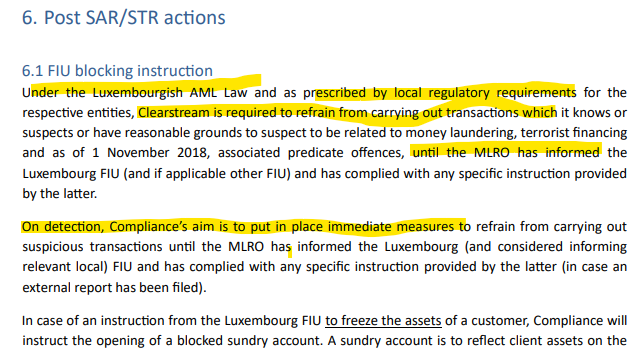 6. Post SAR/STR actions
6.1 FIU blocking instruction
Under the Luxembourgish AML Law and as prescribed by local regulatory requirements for the
respective entities, Clearstream is required to refrain from carrying out transactions which it knows or
suspects or have reasonable grounds to suspect to be related to money laundering, terrorist financing
and as of 1 November 2018, associated predicate offences, until the MLRO has informed the
Luxembourg FIU (and if applicable other FIU) and has complied with any specific instruction provided
by the latter.
On detection, Compliance's aim is to put in place immediate measures to refrain from carrying out
suspicious transactions until the MLRO has informed the Luxembourg (and considered informing
relevant local) FIU and has complied with any specific instruction provided by the latter (in case an
external report has been filed).
In case of an instruction from the Luxembourg FIU to freeze the assets of a customer, Compliance will
instruct the opening of a blocked sundry account. A sundry account is to reflect client assets on the